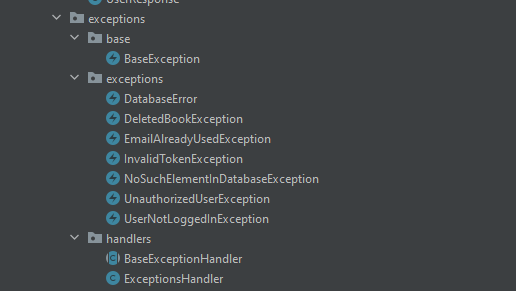 UserResponse
exceptions
base
BaseException
exceptions
DatabaseError
DeletedBookException
EmailAlreadyUsedException
InvalidTokenException
NoSuchElementInDatabaseException
UnauthorizedUserException
UserNotLoggedInException
handlers
BaseExceptionHandler
ExceptionsHandler